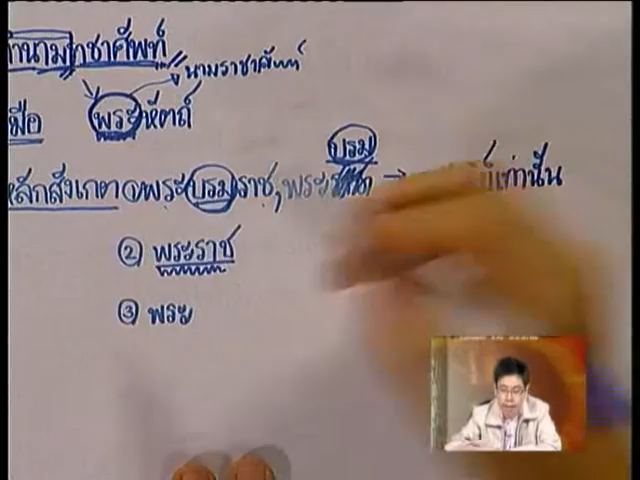 คำนามราชาศัพท์
นามราชาศัพท์
มือ พระหัตถ์
บรม
หลักสังเกต ① พระบรมราช, พระ → เท่านั้น
② พระราช
③ พระ